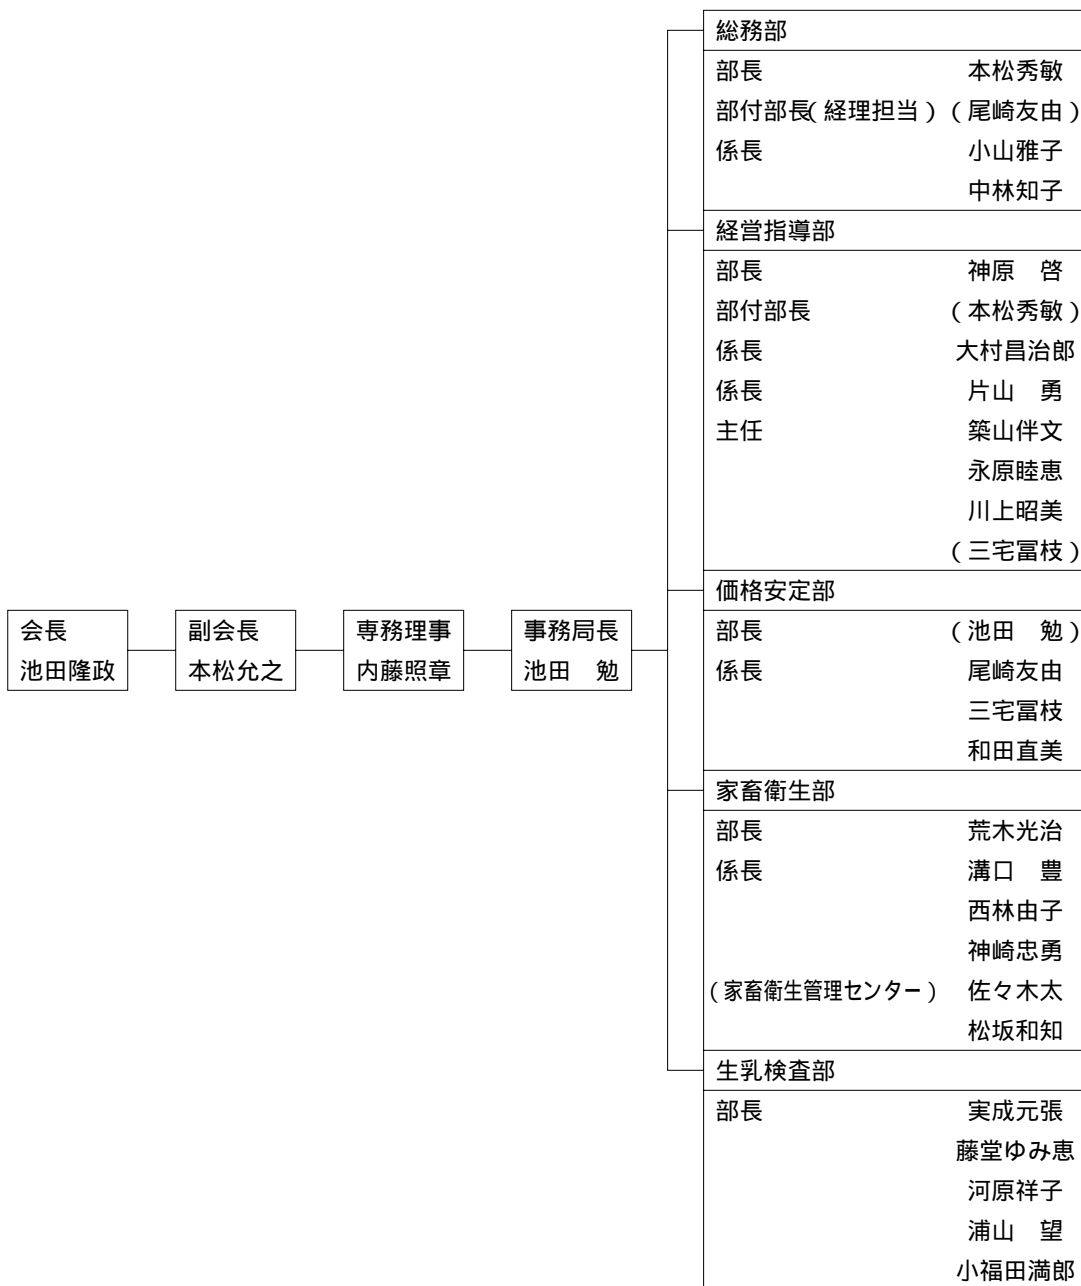 会長
池田隆政
副会長
本松允之
専務理事
内藤照章
事務局長
池田　勉
総務部
部長　本松秀敏
部付部長(経理担当)　(尾崎友由)
係長　小山雅子
中林知子
経営指導部
部長　神原　啓
部付部長　(本松秀敏)
係長　大村昌治郎
係長　片山　勇
主任　築山伴文
永原睦恵
川上昭美
(三宅冨枝)
価格安定部
部長　(池田　勉)
係長　尾崎友由
三宅冨枝
和田直美
家畜衛生部
部長　荒木光治
係長　溝口　豊
西林由子
神崎忠勇
(家畜衛生管理センター)　佐々木太
松坂和知
生乳検査部
部長　実成元張
藤堂ゆみ恵
河原祥子
浦山　望
小福田満郎